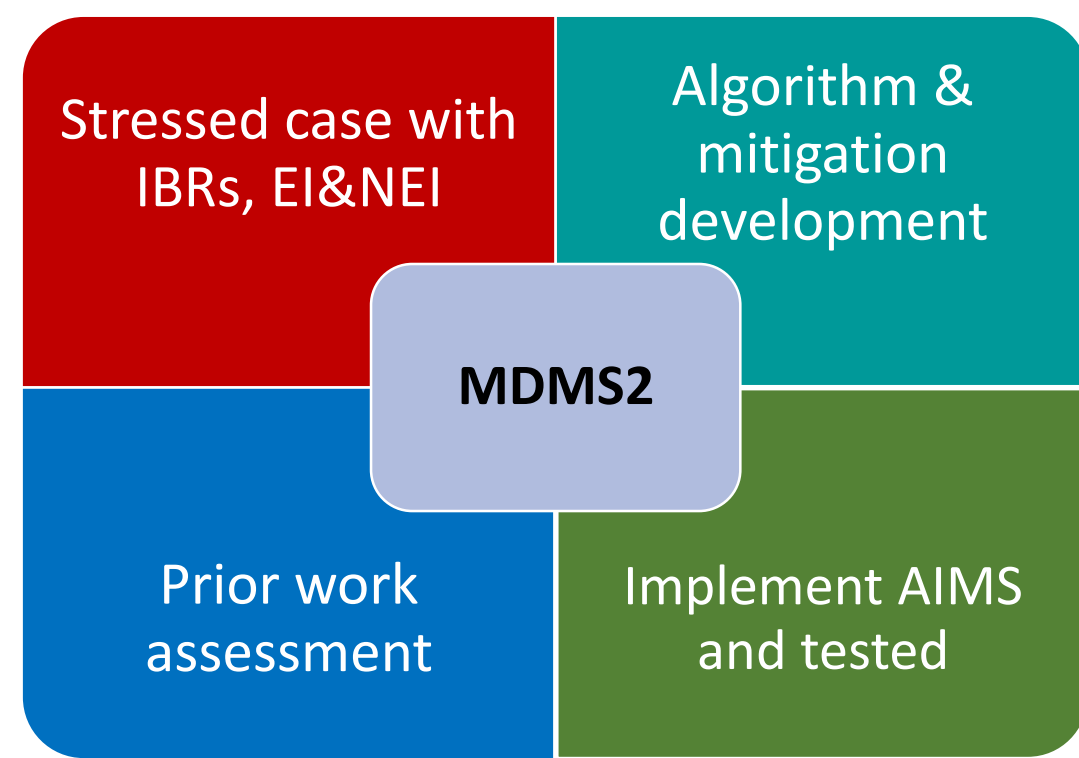 Stressed case with
IBRs, EI&NEI
Algorithm &
mitigation
development
MDMS2
Prior work
assessment
Implement AIMS
and tested